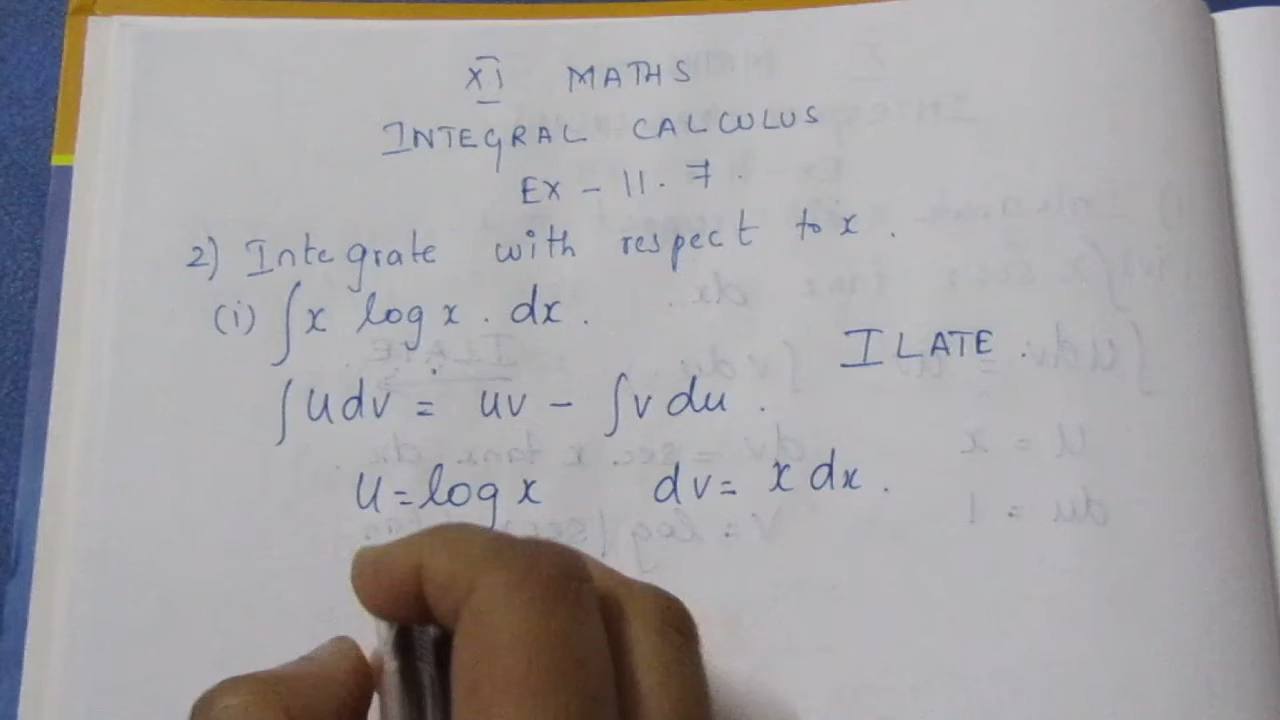 XI MATHS
INTEGRAL CALCULUS
Ex - 11.7.
2) Integrate with respect to x.
(i) ∫x log x . dx.
ILATE.
∫u dv = uv - ∫v du.
u = log x dv = x dx.